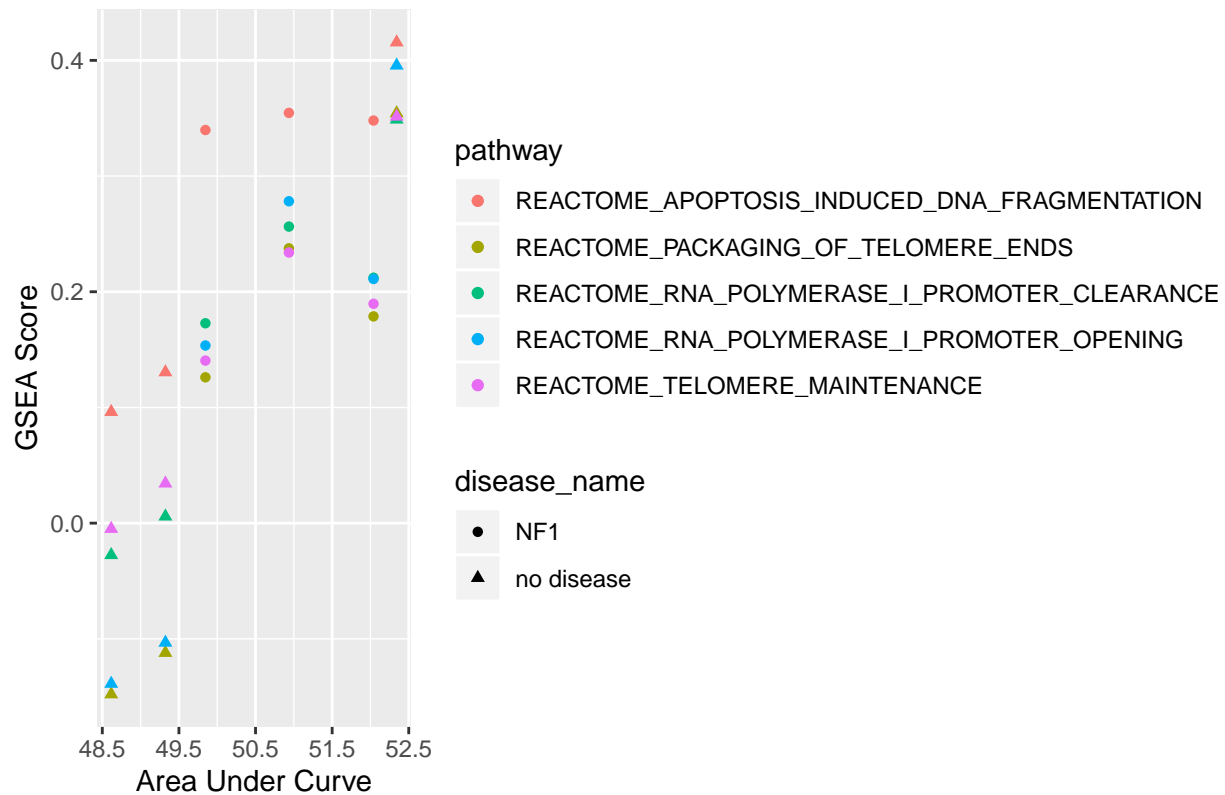 0.4
0.2
0.0
GSEA Score
48.5 49.5 50.5 51.5 52.5
Area Under Curve
pathway
REACTOME_APOPTOSIS_INDUCED_DNA_FRAGMENTATION
REACTOME_PACKAGING_OF_TELOMERE_ENDS
REACTOME_RNA_POLYMERASE_I_PROMOTER_CLEARANCE
REACTOME_RNA_POLYMERASE_I_PROMOTER_OPENING
REACTOME_TELOMERE_MAINTENANCE
disease_name
NF1
no disease